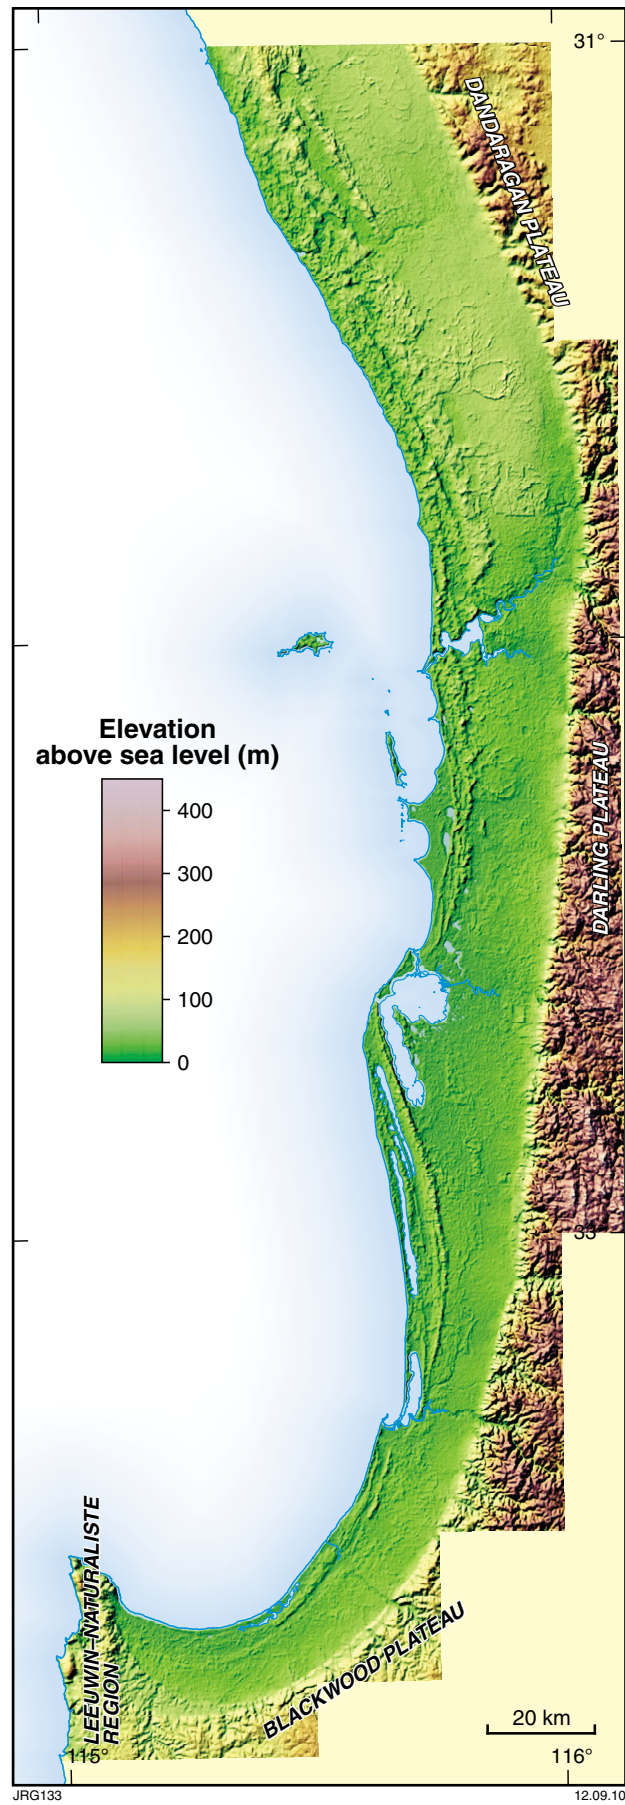 31°
DANDARAGAN PLATEAU
32°
Elevation
above sea level (m)
400
300
200
100
0
DARLING PLATEAU
33°
LEEUWIN–NATURALISTE
REGION
BLACKWOOD PLATEAU
20 km
115°
116°
JRG133
12.09.10